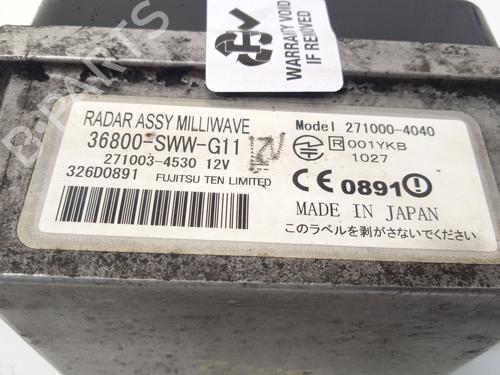 WARRANTY VOID
IF REMOVED
RADAR ASSY MILLIWAVE
36800-SWW-G11
271003-4530 12V
326D0891 FUJITSU TEN LIMITED
Model 271000-4040
R 001YKB
1027
CE 0891
MADE IN JAPAN
このラベルを剥がさないでください
B-PARTS